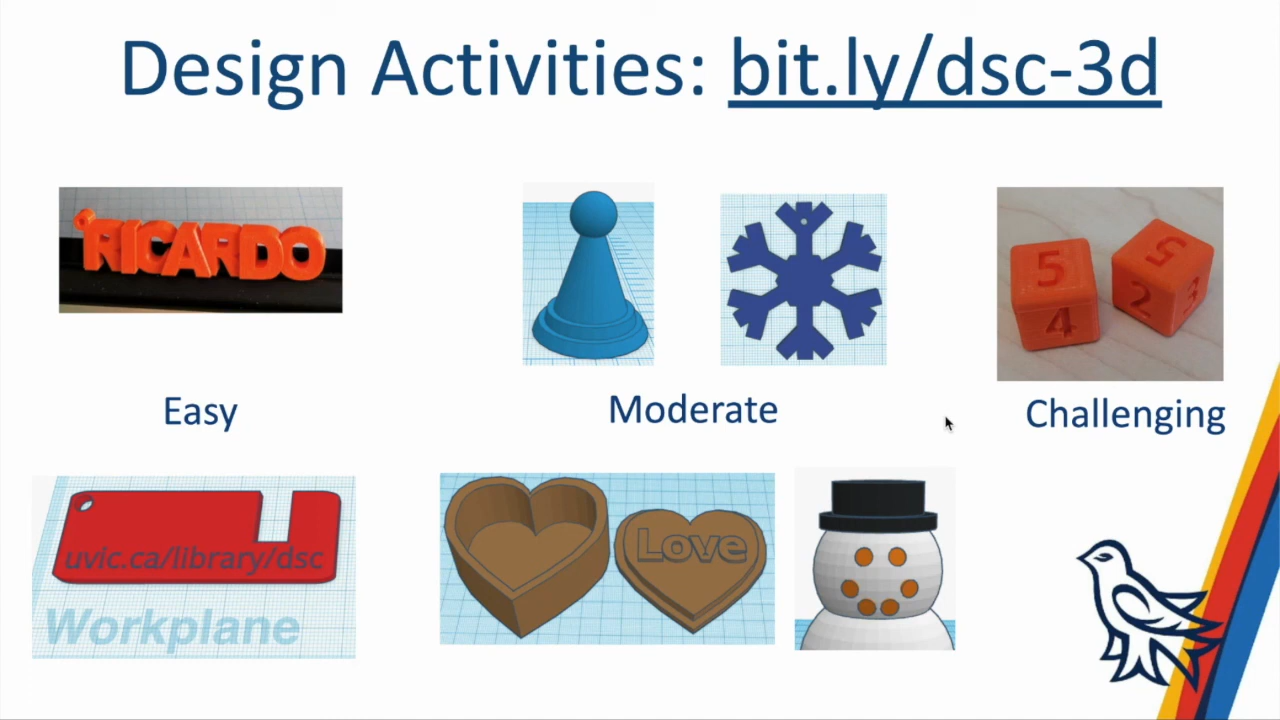 Design Activities: bit.ly/dsc-3d
RICARDO
5
4
5
2
3
Easy
Moderate
Challenging
uvic.ca/library/dsc
Workplane
Love